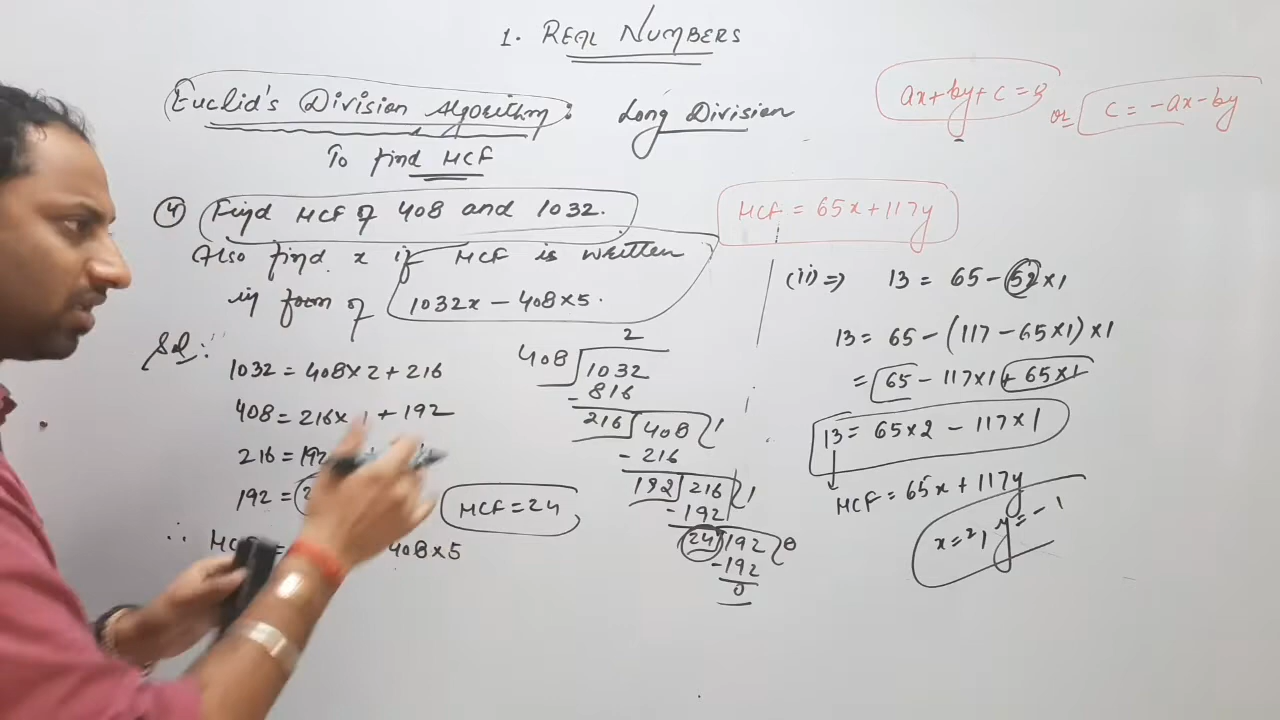 1. REAL NUMBERS
Euclid's Division Algorithm: Long Division
To find HCF
ax+by+c=0 or c = -ax-by
(4) Find HCF of 408 and 1032.
Also find x if HCF is written
in form of 1032x - 408×5.
Sol:
1032 = 408×2 + 216
408 = 216×1 + 192
216 = 192
192 =
HCF = 24
∴ 408×5
2
408 1032
- 816
216 408 1
- 216
192 216 1
- 192
24 192 8
- 192
0
HCF = 65x+117y
(ii) ⇒ 13 = 65 - 52×1
13 = 65 - (117 - 65×1)×1
= 65 - 117×1 + 65×1
13 = 65×2 - 117×1
HCF = 65x + 117y
x = 2, y = -1